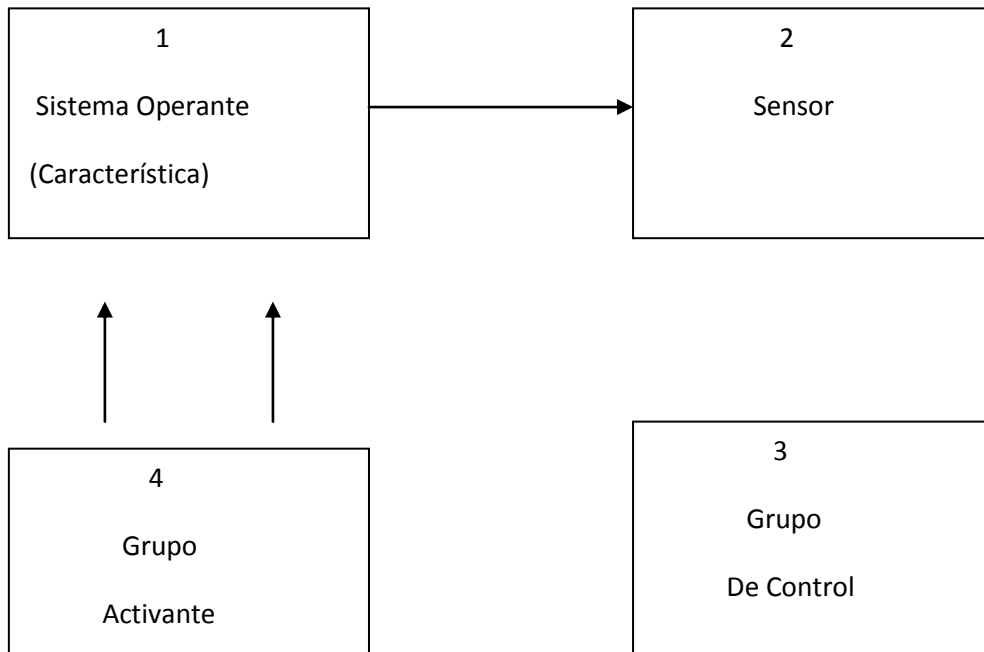 1
Sistema Operante
(Característica)
2
Sensor
4
Grupo
Activante
3
Grupo
De Control